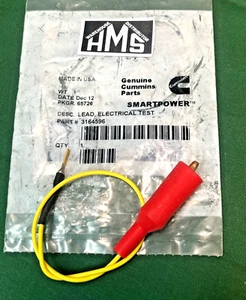 HMS
MADE IN USA
Genuine
Cummins
Parts
WT
DATE Dec 12
PKGR. 65726
SMARTPOWER™
DESC. LEAD, ELECTRICAL TEST
PART # 3164596
QTY. 1